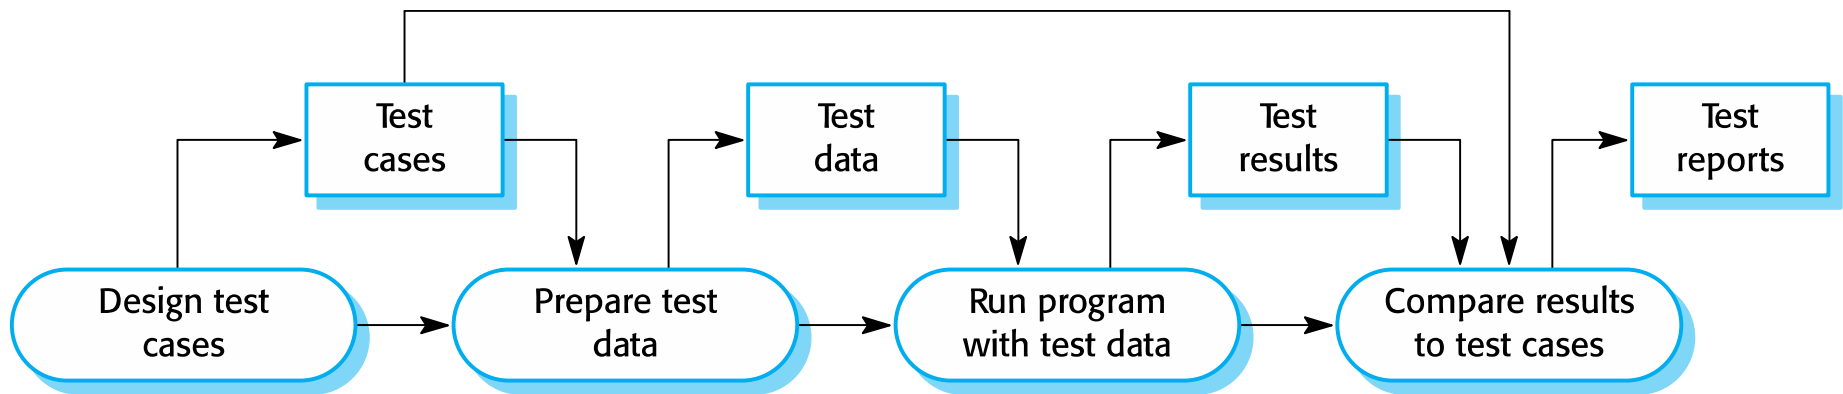 Test
cases
Test
data
Test
results
Test
reports
Design test
cases
Prepare test
data
Run program
with test data
Compare results
to test cases